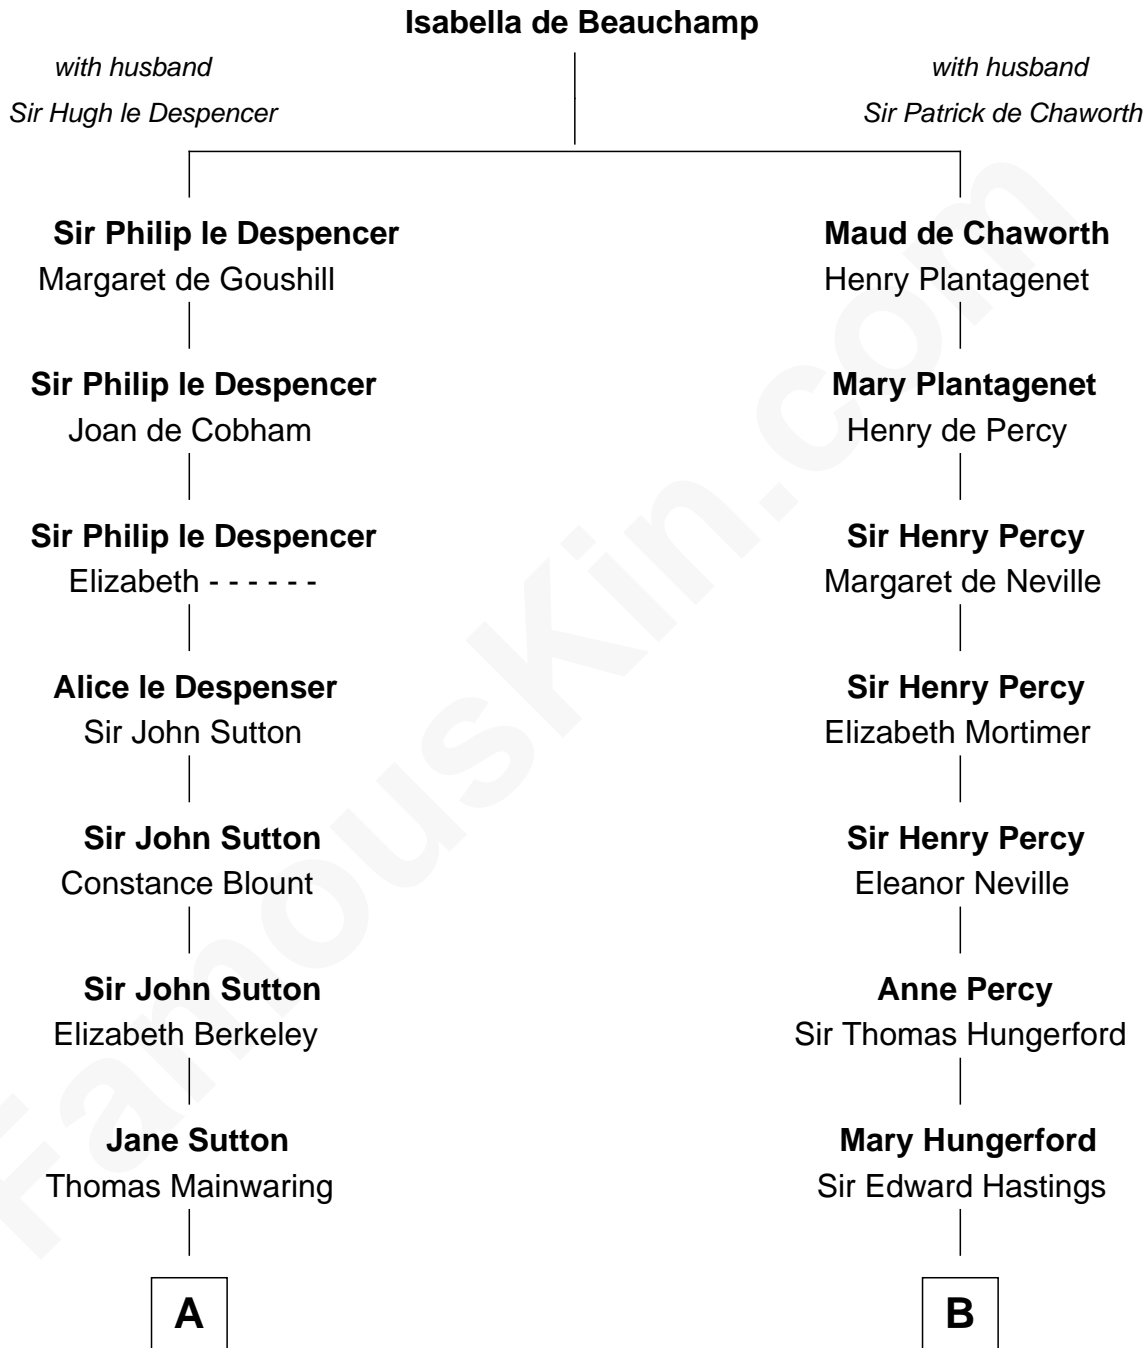 Isabella de Beauchamp
with husband
Sir Hugh le Despencer
with husband
Sir Patrick de Chaworth
Sir Philip le Despencer
Margaret de Goushill
Maud de Chaworth
Henry Plantagenet
Sir Philip le Despencer
Joan de Cobham
Mary Plantagenet
Henry de Percy
Sir Philip le Despencer
Elizabeth - - - - - -
Sir Henry Percy
Margaret de Neville
Alice le Despenser
Sir John Sutton
Sir Henry Percy
Elizabeth Mortimer
Sir John Sutton
Constance Blount
Sir Henry Percy
Eleanor Neville
Sir John Sutton
Elizabeth Berkeley
Anne Percy
Sir Thomas Hungerford
Jane Sutton
Thomas Mainwaring
Mary Hungerford
Sir Edward Hastings
A
B
FamousKin.com